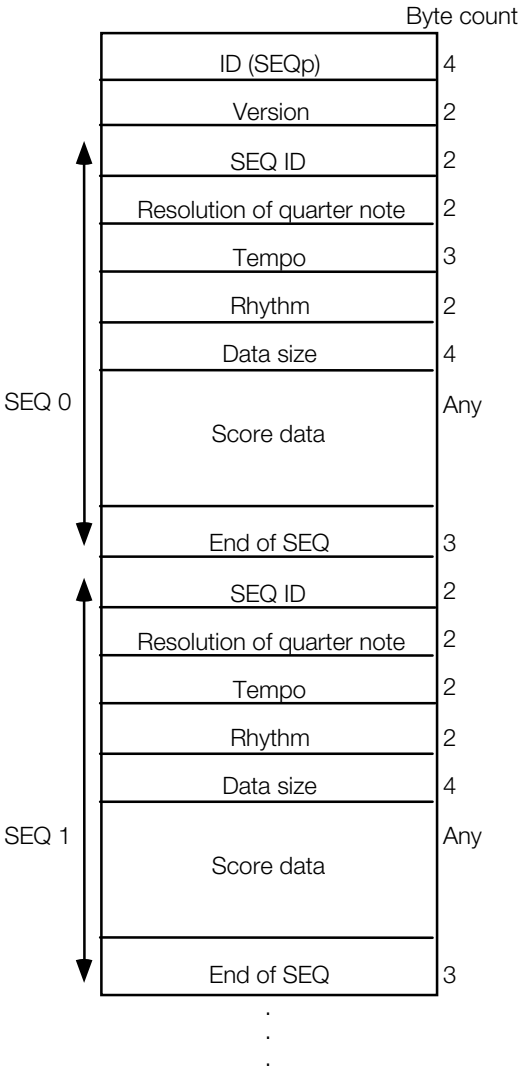 Byte count
ID (SEQp) 4
Version 2
SEQ ID 2
Resolution of quarter note 2
Tempo 3
Rhythm 2
Data size 4
SEQ 0
Any
Score data
End of SEQ 3
SEQ ID 2
Resolution of quarter note 2
Tempo 2
Rhythm 2
Data size 4
SEQ 1
Any
Score data
End of SEQ 3
.
.
.